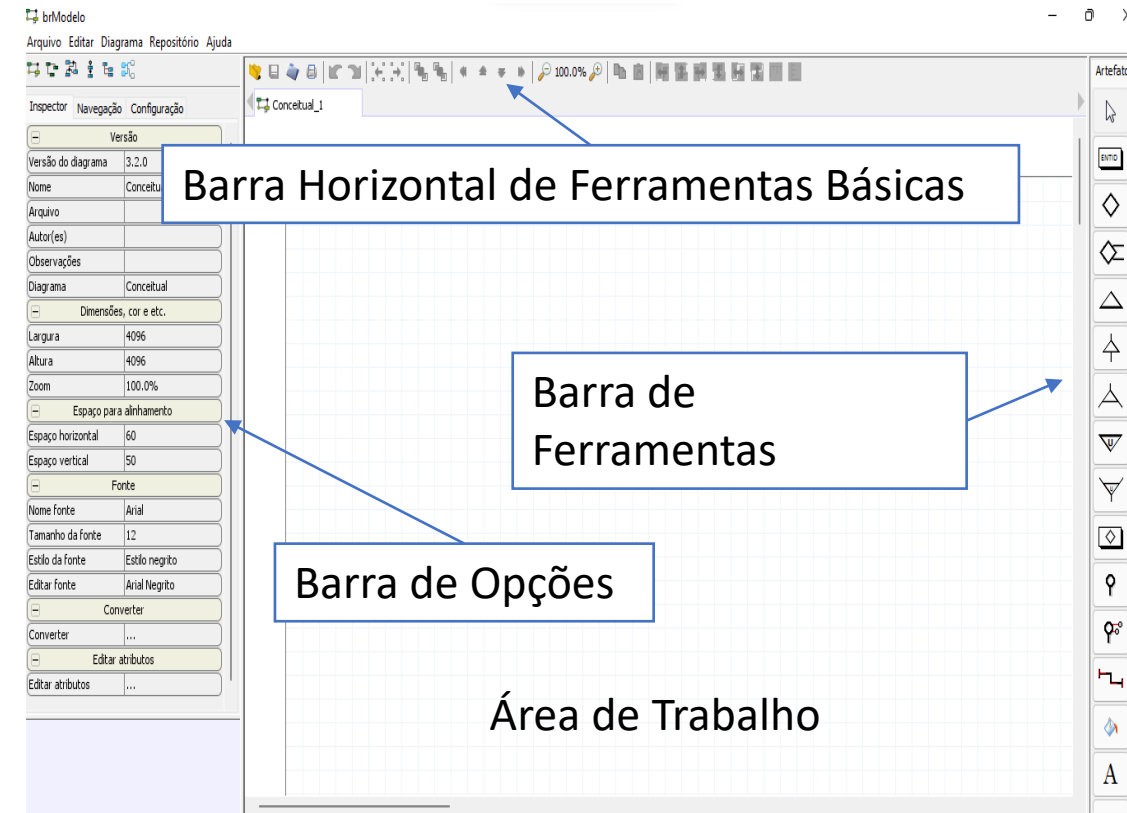 brModelo
Arquivo Editar Diagrama Repositório Ajuda
100.0%
Artefato
Inspector Navegação Configuração
Conceitual_1
Versão
Versão do diagrama 3.2.0
Nome Conceitu
Arquivo
Autor(es)
Observações
Diagrama Conceitual
Dimensões, cor e etc.
Largura 4096
Altura 4096
Zoom 100.0%
Espaço para alinhamento
Espaço horizontal 60
Espaço vertical 50
Fonte
Nome fonte Arial
Tamanho da fonte 12
Estilo da fonte Estilo negrito
Editar fonte Arial Negrito
Converter
Converter ...
Editar atributos
Editar atributos ...
Barra Horizontal de Ferramentas Básicas
Barra de
Ferramentas
Barra de Opções
Área de Trabalho
ENTID
U
A